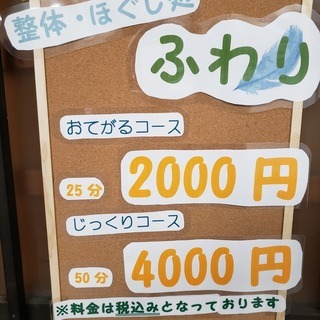 整体・ほぐし処
ふわり
おてがるコース
25分 2000円
じっくりコース
50分 4000円
※料金は税込みとなっております